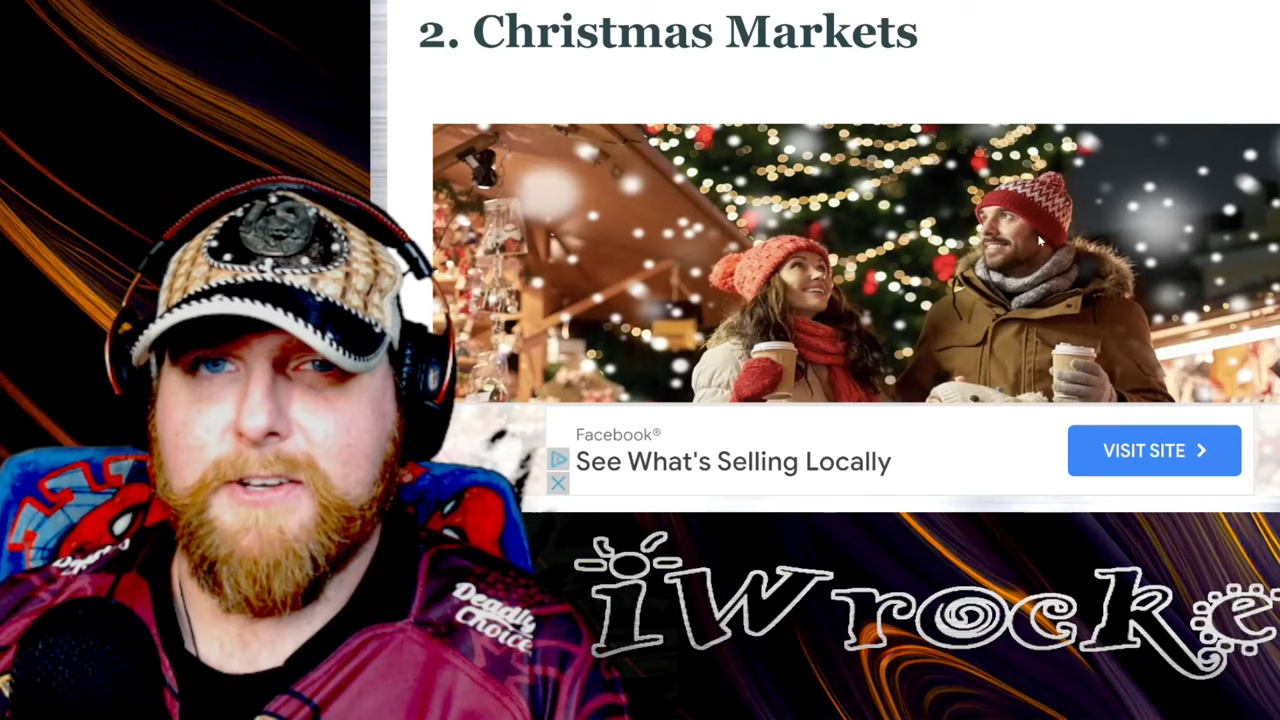 2. Christmas Markets
Facebook®
See What's Selling Locally
VISIT SITE
Deadly
Choice
iwrocke